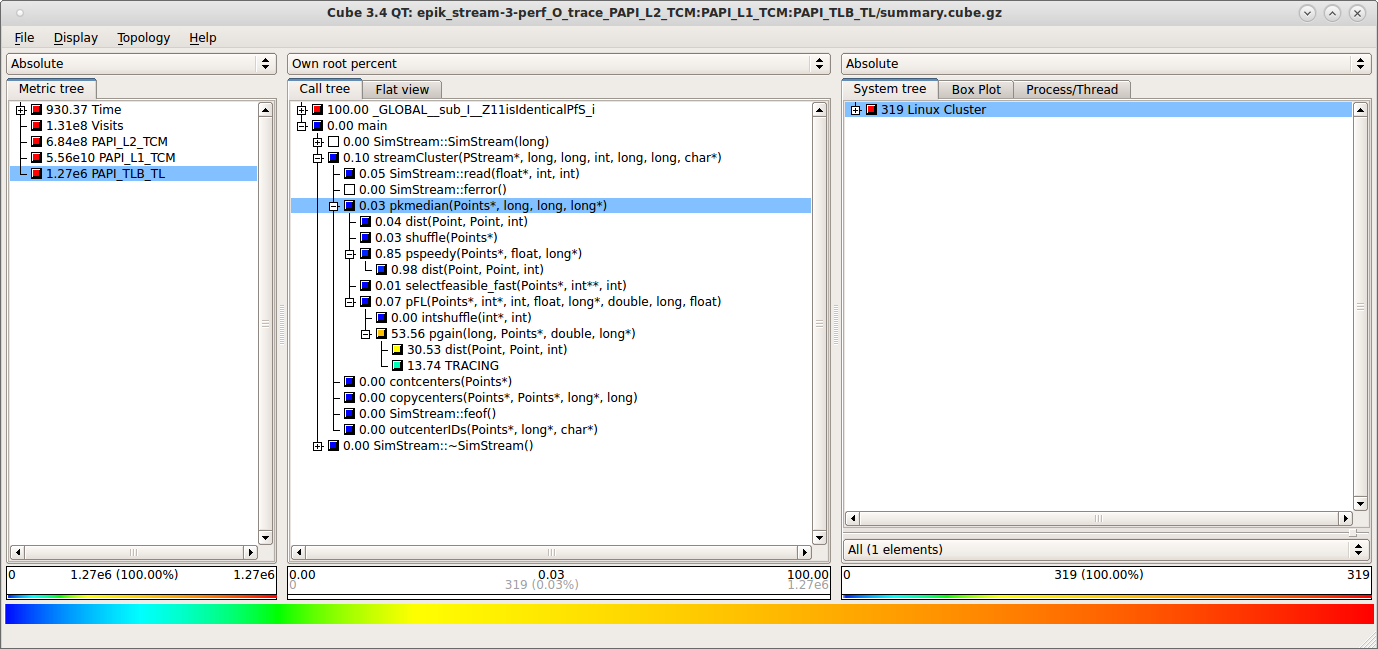 Cube 3.4 QT: epik_stream-3-perf_O_trace_PAPI_L2_TCM:PAPI_L1_TCM:PAPI_TLB_TL/summary.cube.gz
File Display Topology Help
Absolute
Metric tree
930.37 Time
1.31e8 Visits
6.84e8 PAPI_L2_TCM
5.56e10 PAPI_L1_TCM
1.27e6 PAPI_TLB_TL
0 1.27e6 (100.00%) 1.27e6
Own root percent
Call tree Flat view
100.00 _GLOBAL__sub_I__Z11isIdenticalPfS_i
0.00 main
0.00 SimStream::SimStream(long)
0.10 streamCluster(PStream*, long, long, int, long, long, char*)
0.05 SimStream::read(float*, int, int)
0.00 SimStream::ferror()
0.03 pkmedian(Points*, long, long, long*)
0.04 dist(Point, Point, int)
0.03 shuffle(Points*)
0.85 pspeedy(Points*, float, long*)
0.98 dist(Point, Point, int)
0.01 selectfeasible_fast(Points*, int**, int)
0.07 pFL(Points*, int*, int, float, long*, double, long, float)
0.00 intshuffle(int*, int)
53.56 pgain(long, Points*, double, long*)
30.53 dist(Point, Point, int)
13.74 TRACING
0.00 contcenters(Points*)
0.00 copycenters(Points*, Points*, long*, long)
0.00 SimStream::feof()
0.00 outcenterIDs(Points*, long*, char*)
0.00 SimStream::~SimStream()
0.00 0.03 100.00
0 319 (0.03%) 1.27e6
Absolute
System tree Box Plot Process/Thread
319 Linux Cluster
All (1 elements)
0 319 (100.00%) 319